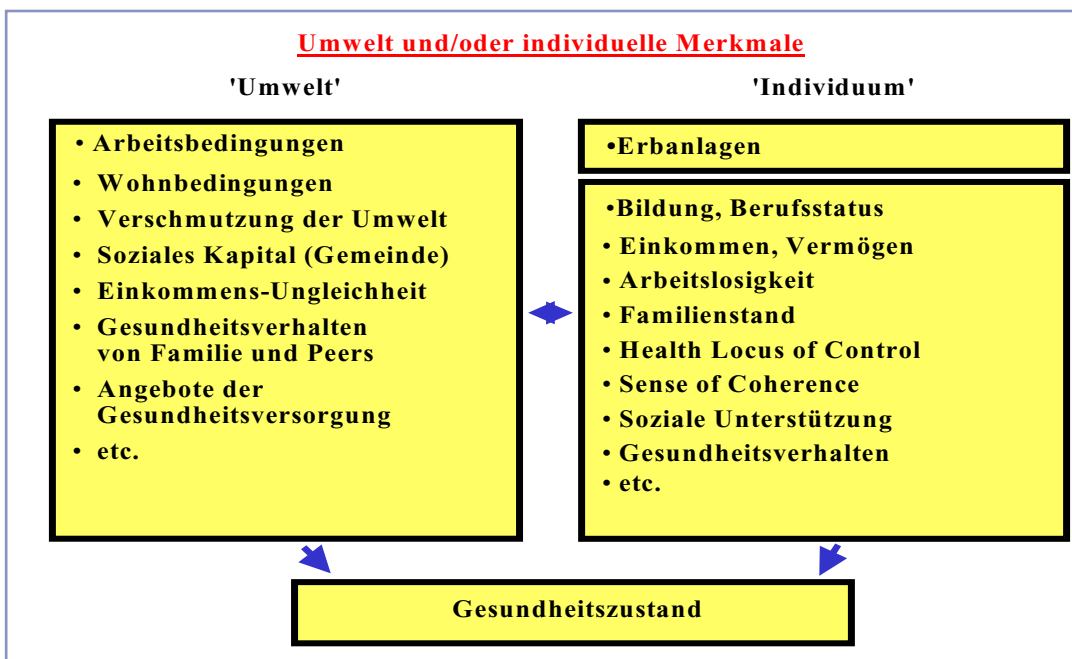 Umwelt und/oder individuelle Merkmale
'Umwelt'
• Arbeitsbedingungen
• Wohnbedingungen
• Verschmutzung der Umwelt
• Soziales Kapital (Gemeinde)
• Einkommens-Ungleichheit
• Gesundheitsverhalten
von Familie und Peers
• Angebote der
Gesundheitsversorgung
• etc.
'Individuum'
•Erbanlagen
•Bildung, Berufsstatus
• Einkommen, Vermögen
• Arbeitslosigkeit
• Familienstand
• Health Locus of Control
• Sense of Coherence
• Soziale Unterstützung
• Gesundheitsverhalten
• etc.
Gesundheitszustand